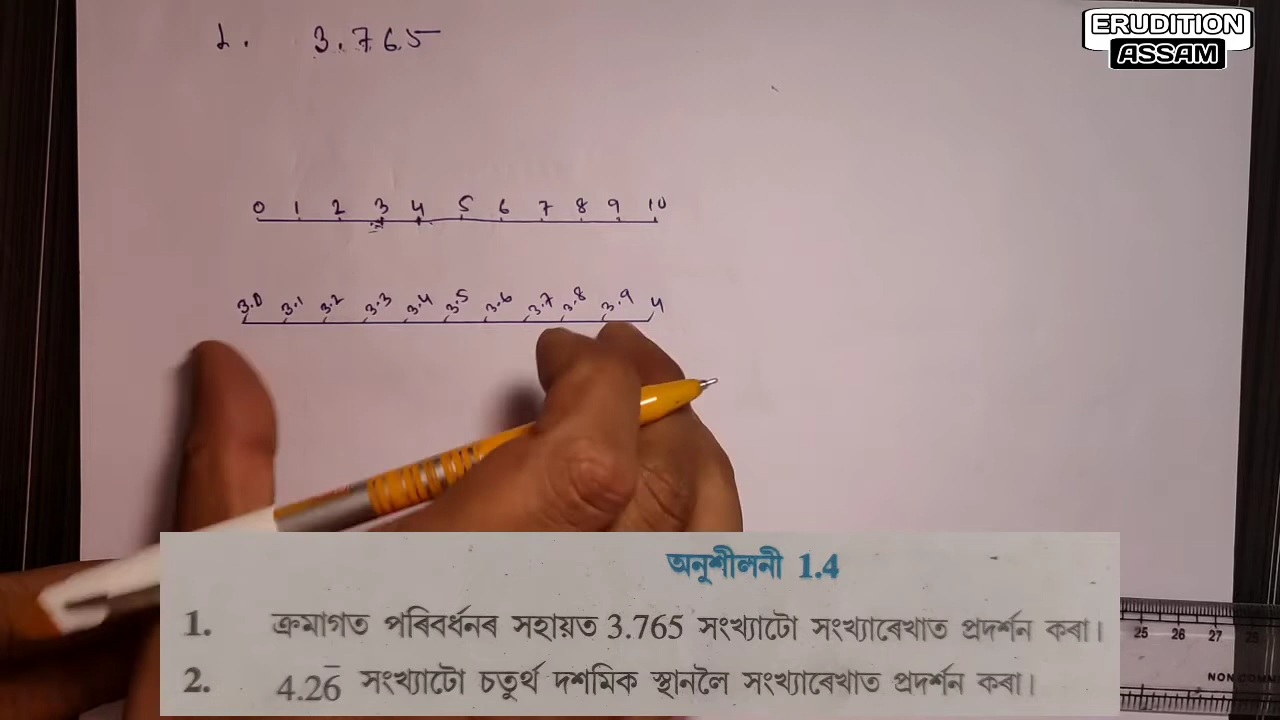 ERUDITION
ASSAM
1. 3.765
0 1 2 3 4 5 6 7 8 9 10
3.0 3.1 3.2 3.3 3.4 3.5 3.6 3.7 3.8 3.9 4
অনুশীলনী 1.4
1. ক্ৰমাগত পৰিবৰ্ধনৰ সহায়ত 3.765 সংখ্যাটো সংখ্যাৰেখাত প্ৰদৰ্শন কৰা।
2. 4.26̅ সংখ্যাটো চতুৰ্থ দশমিক স্থানলৈ সংখ্যাৰেখাত প্ৰদৰ্শন কৰা।
25 26 27 28